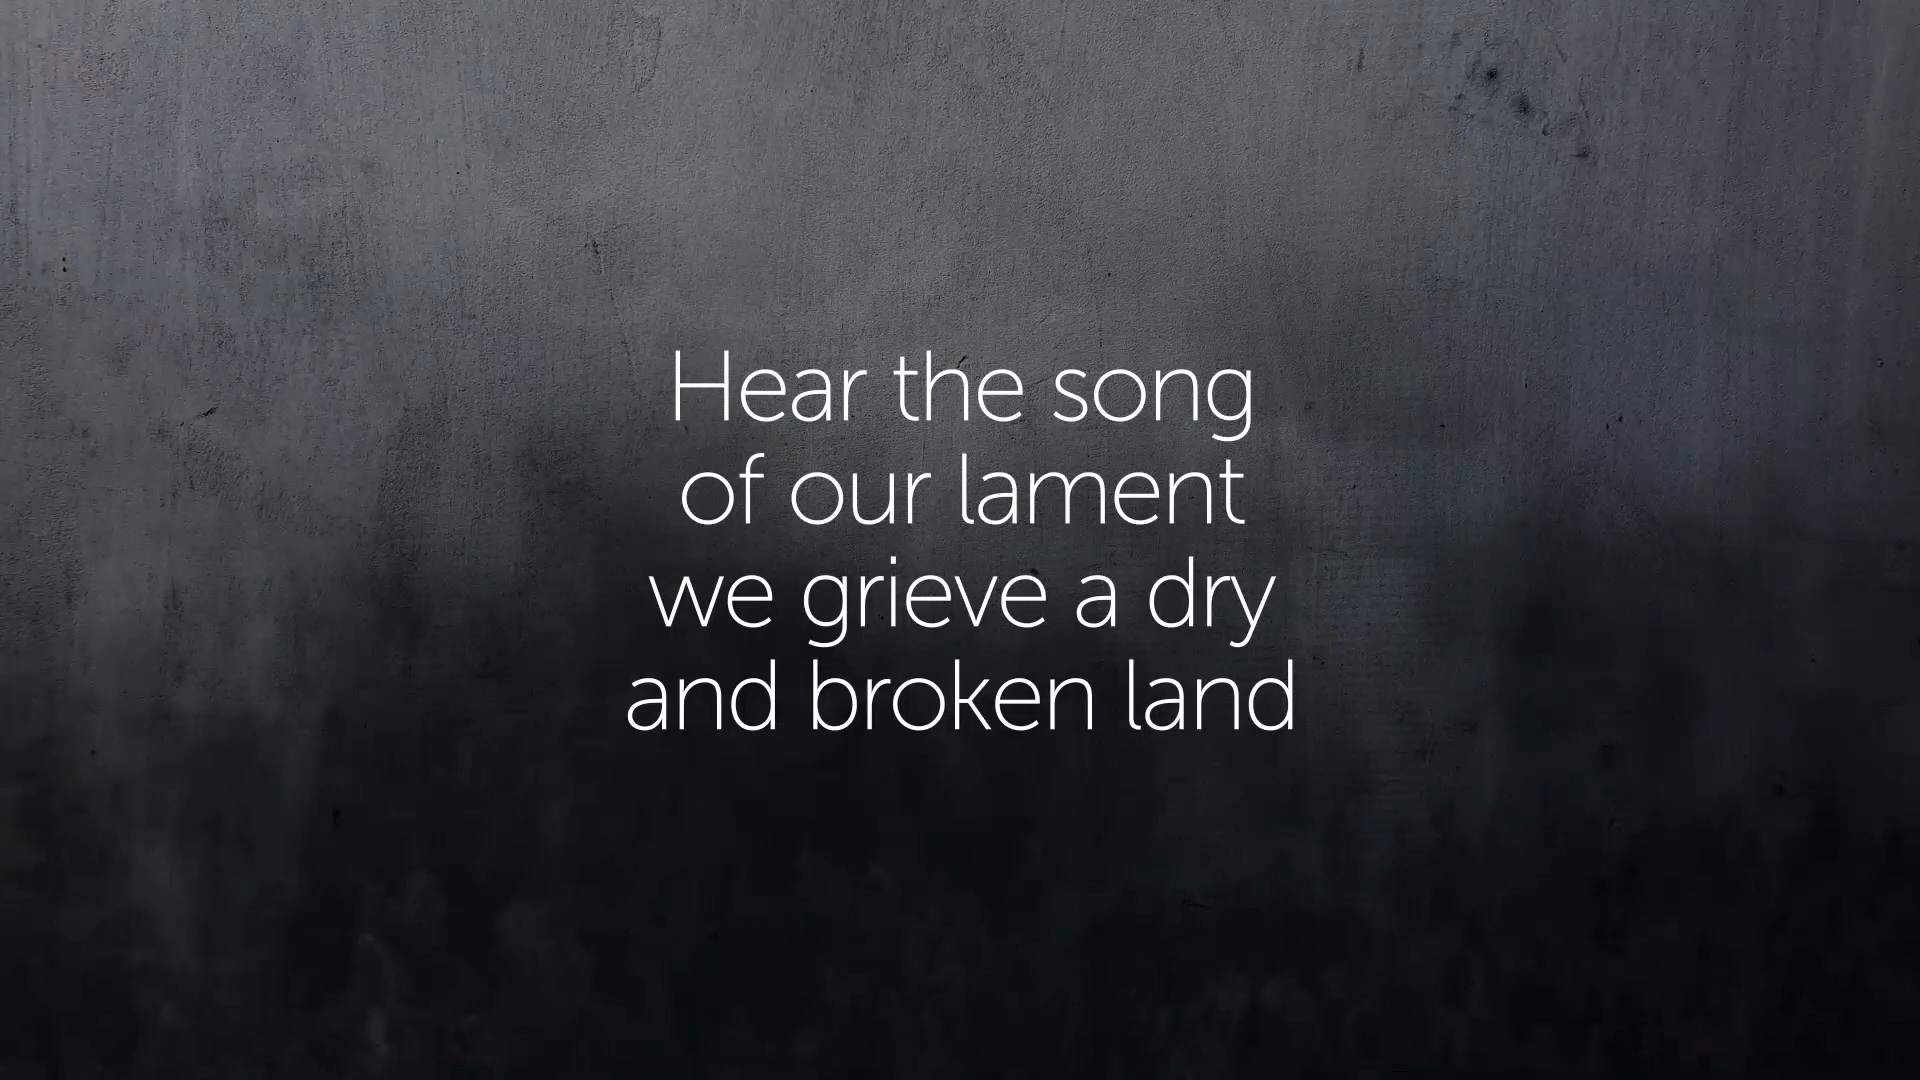 Hear the song
of our lament
we grieve a dry
and broken land